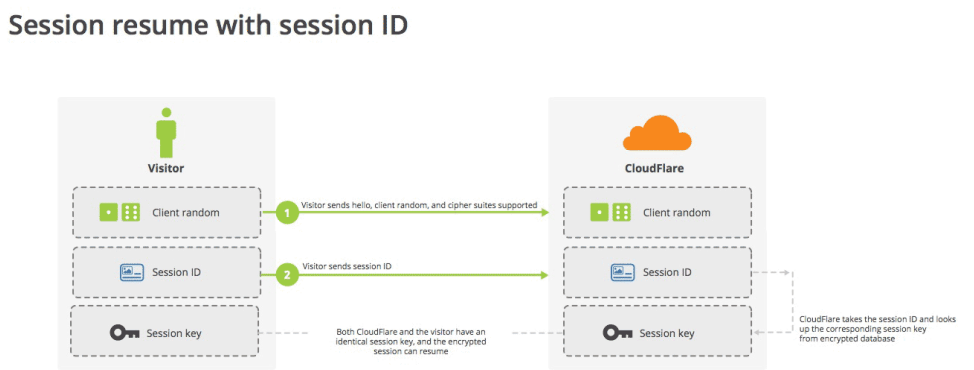 Session resume with session ID
Visitor
CloudFlare
Client random
1
Visitor sends hello, client random, and cipher suites supported
Client random
Session ID
2
Visitor sends session ID
Session ID
Session key
Both CloudFlare and the visitor have an
identical session key, and the encrypted
session can resume
Session key
CloudFlare takes the session ID and looks
up the corresponding session key
from encrypted database